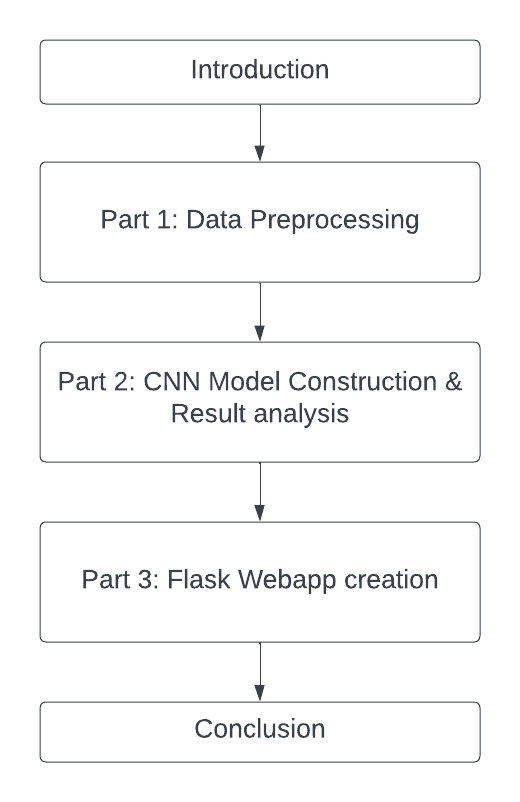 Introduction
Part 1: Data Preprocessing
Part 2: CNN Model Construction &
Result analysis
Part 3: Flask Webapp creation
Conclusion